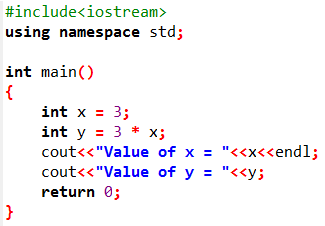 #include<iostream>
using namespace std;

int main()
{
    int x = 3;
    int y = 3 * x;
    cout<<"Value of x = "<<x<<endl;
    cout<<"Value of y = "<<y;
    return 0;
}